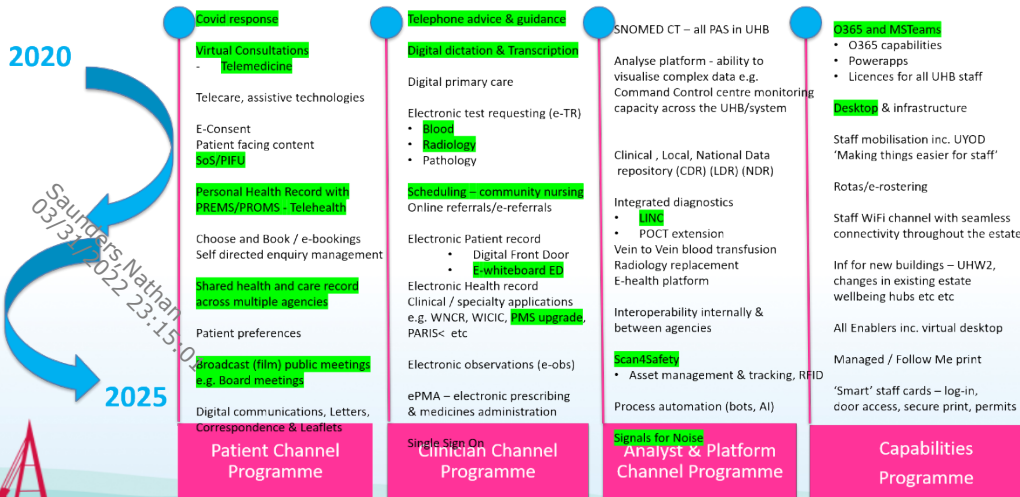 2020
2025
Saunders,Nathan
03/31/2022 23:15:01
Covid response
Virtual Consultations
- Telemedicine
Telecare, assistive technologies
E-Consent
Patient facing content
SoS/PIFU
Personal Health Record with
PREMS/PROMS - Telehealth
Choose and Book / e-bookings
Self directed enquiry management
Shared health and care record
across multiple agencies
Patient preferences
Broadcast (film) public meetings
e.g. Board meetings
Digital communications, Letters,
Correspondence & Leaflets
Patient Channel
Programme
Telephone advice & guidance
Digital dictation & Transcription
Digital primary care
Electronic test requesting (e-TR)
• Blood
• Radiology
• Pathology
Scheduling – community nursing
Online referrals/e-referrals
Electronic Patient record
• Digital Front Door
• E-whiteboard ED
Electronic Health record
Clinical / specialty applications
e.g. WNCR, WICIC, PMS upgrade,
PARIS< etc
Electronic observations (e-obs)
ePMA – electronic prescribing
& medicines administration
Single Sign On
Clinician Channel
Programme
SNOMED CT – all PAS in UHB
Analyse platform - ability to
visualise complex data e.g.
Command Control centre monitoring
capacity across the UHB/system
Clinical , Local, National Data
repository (CDR) (LDR) (NDR)
Integrated diagnostics
• LINC
• POCT extension
Vein to Vein blood transfusion
Radiology replacement
E-health platform
Interoperability internally &
between agencies
Scan4Safety
• Asset management & tracking, RFID
Process automation (bots, AI)
Signals for Noise
Analyst & Platform
Channel Programme
O365 and MSTeams
• O365 capabilities
• Powerapps
• Licences for all UHB staff
Desktop & infrastructure
Staff mobilisation inc. UYOD
‘Making things easier for staff’
Rotas/e-rostering
Staff WiFi channel with seamless
connectivity throughout the estate
Inf for new buildings – UHW2,
changes in existing estate
wellbeing hubs etc etc
All Enablers inc. virtual desktop
Managed / Follow Me print
‘Smart’ staff cards – log-in,
door access, secure print, permits
Capabilities
Programme